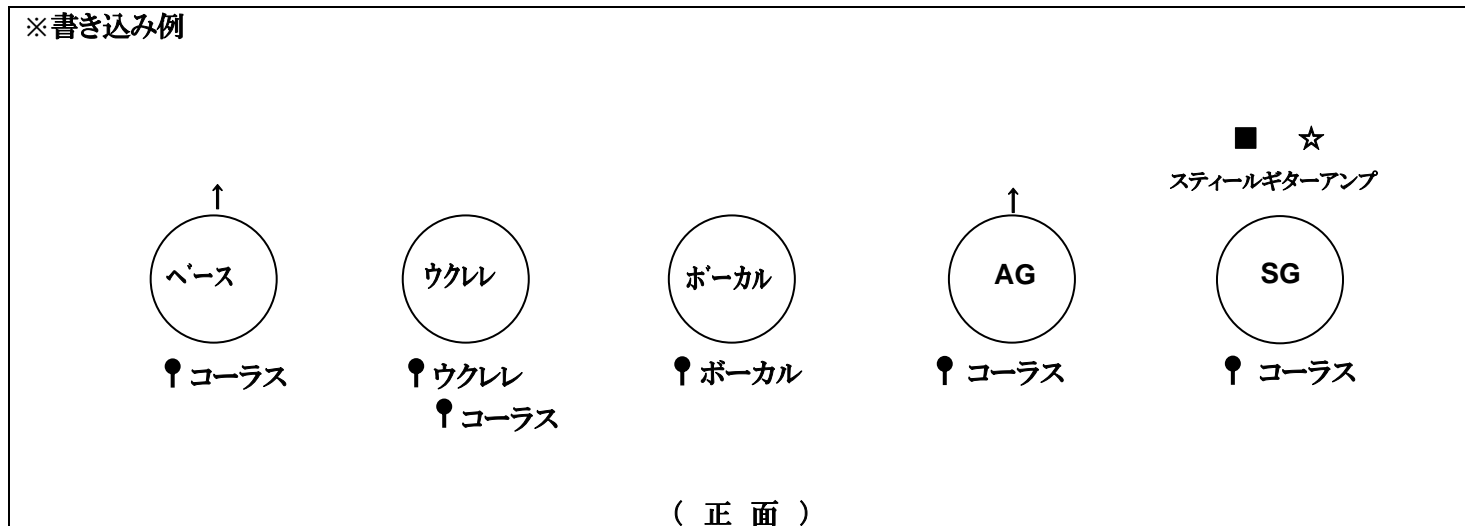 ※書き込み例
■ ☆
スティールギターアンプ
↑ ↑
ベース ウクレレ ボーカル AG SG
コーラス ウクレレ ボーカル コーラス コーラス
コーラス
( 正 面 )